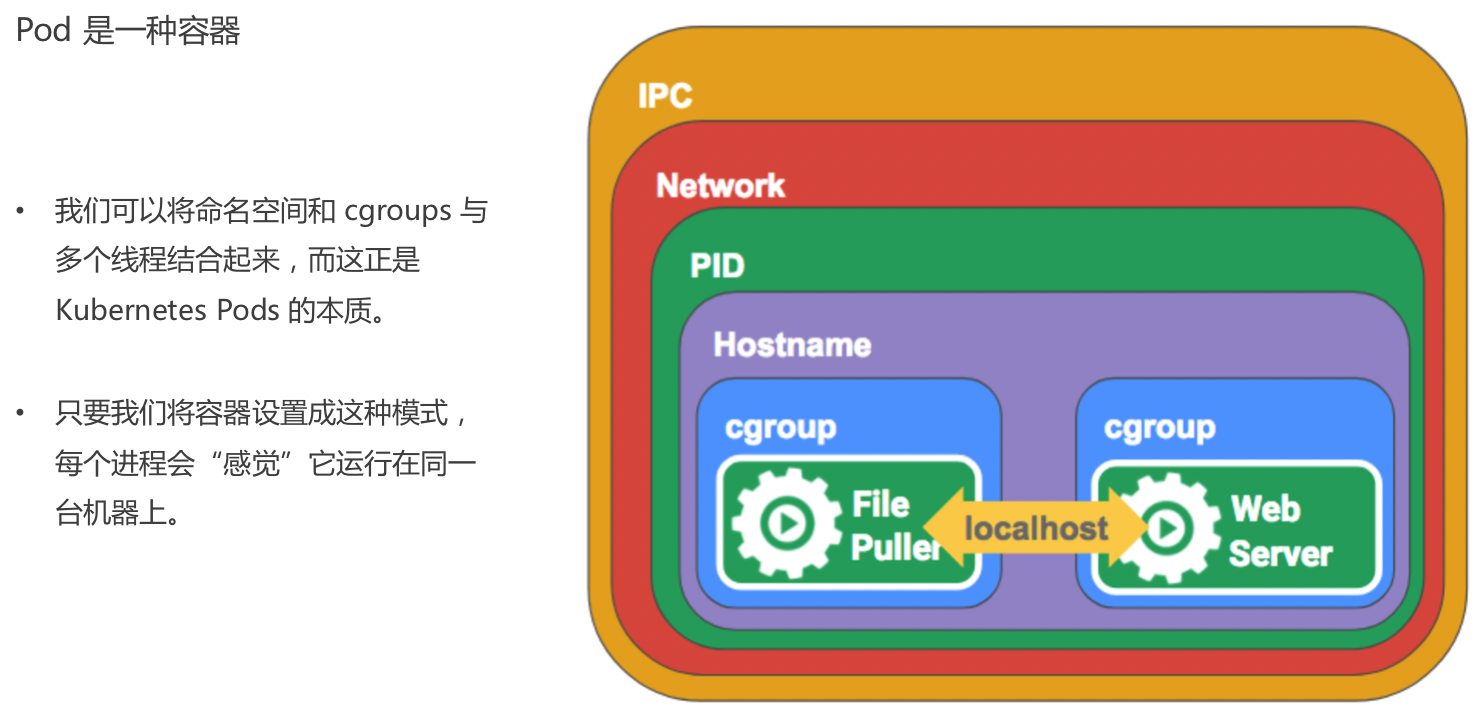 Pod 是一种容器
• 我们可以将命名空间和 cgroups 与
多个线程结合起来，而这正是
Kubernetes Pods 的本质。
• 只要我们将容器设置成这种模式，
每个进程会“感觉”它运行在同一
台机器上。
IPC
Network
PID
Hostname
cgroup
File
Puller
localhost
cgroup
Web
Server